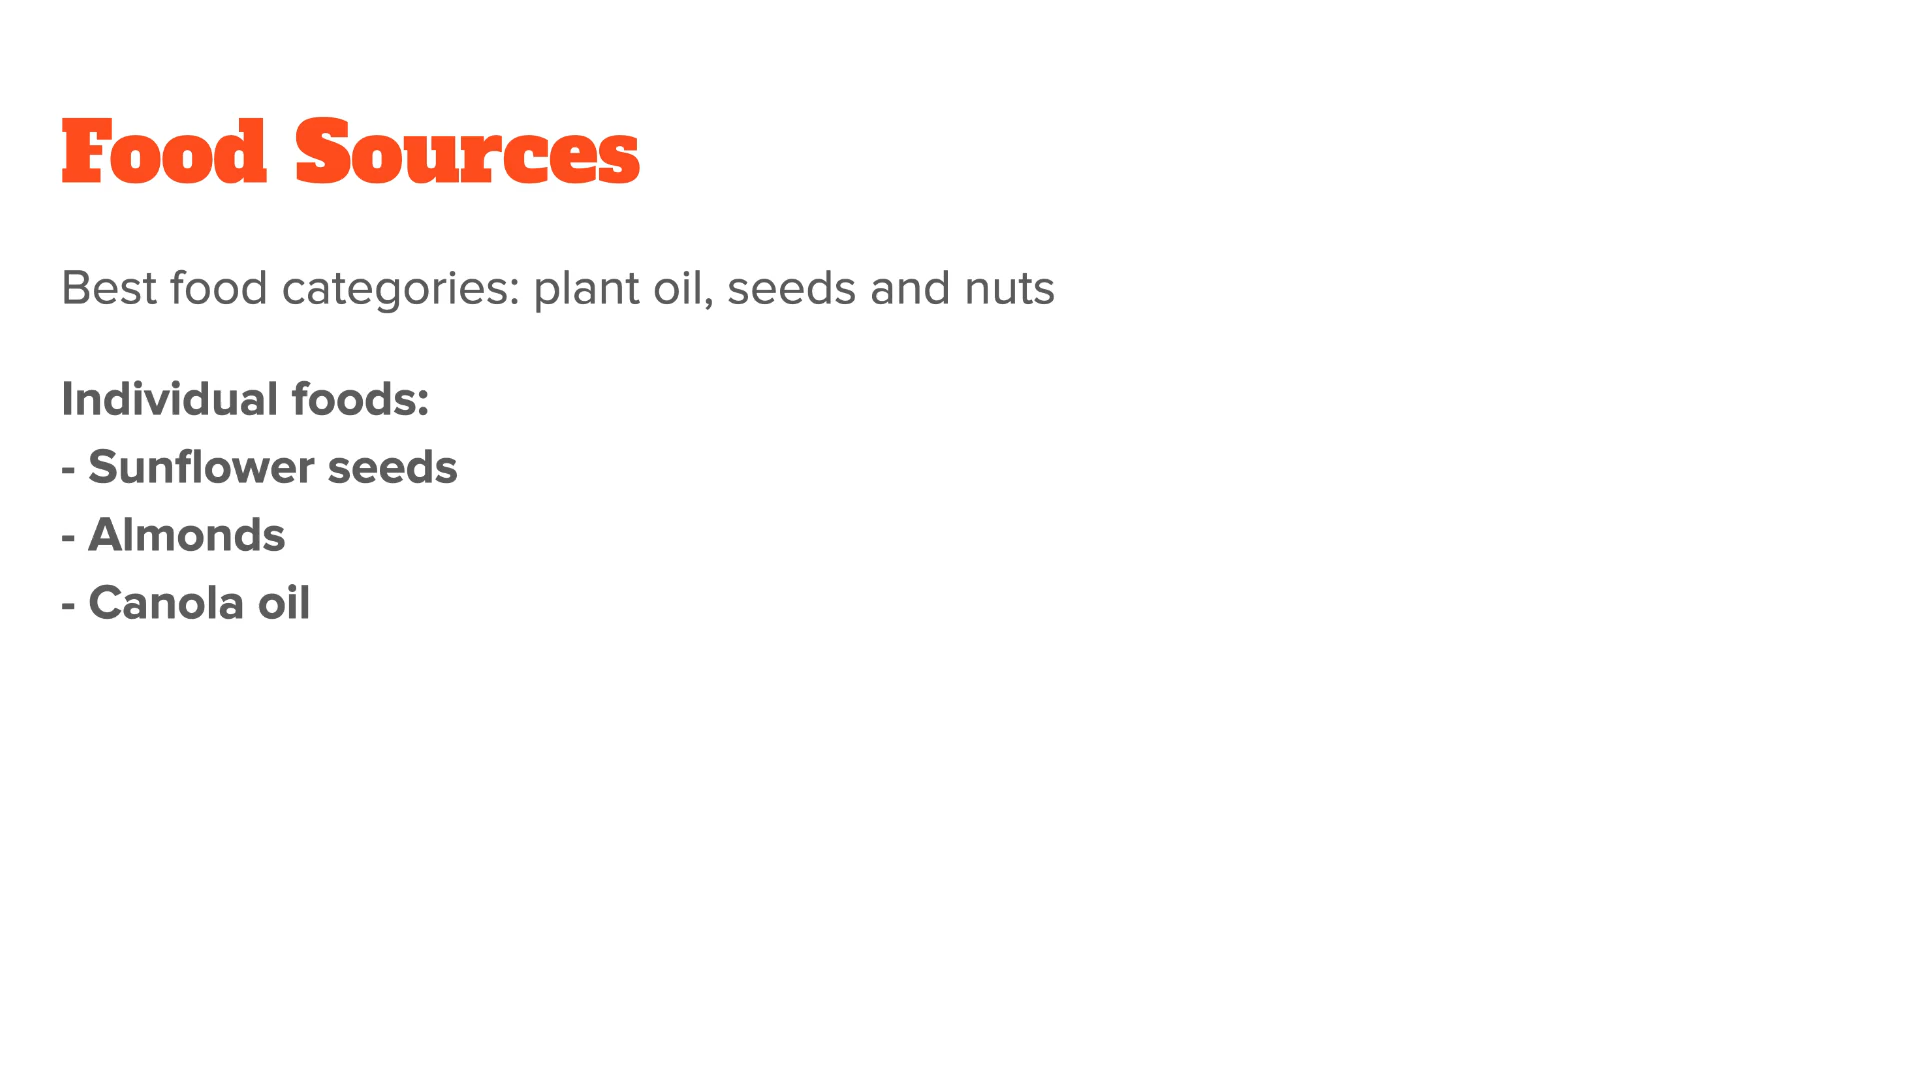 Food Sources
Best food categories: plant oil, seeds and nuts
Individual foods:
- Sunflower seeds
- Almonds
- Canola oil